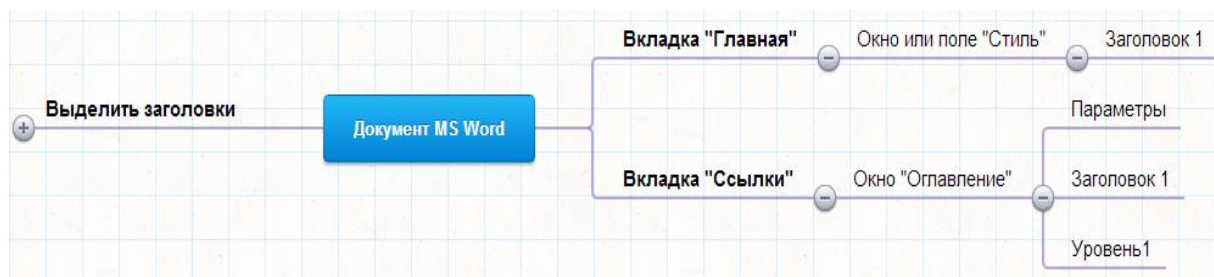 Выделить заголовки
Документ MS Word
Вкладка "Главная"
Окно или поле "Стиль"
Заголовок 1
Вкладка "Ссылки"
Окно "Оглавление"
Параметры
Заголовок 1
Уровень1